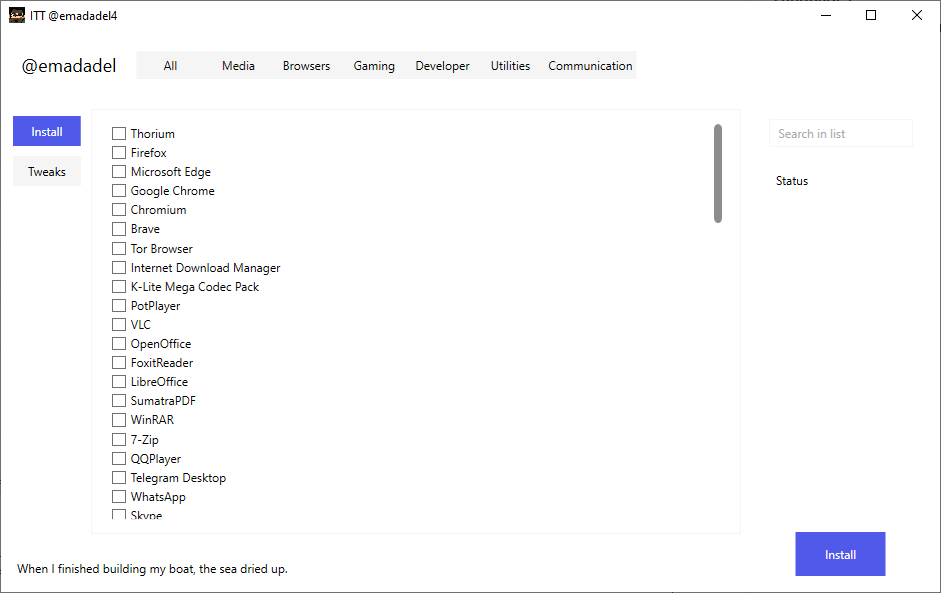 ITT @emadadel4
@emadadel
All Media Browsers Gaming Developer Utilities Communication
Install
Tweaks
Thorium
Firefox
Microsoft Edge
Google Chrome
Chromium
Brave
Tor Browser
Internet Download Manager
K-Lite Mega Codec Pack
PotPlayer
VLC
OpenOffice
FoxitReader
LibreOffice
SumatraPDF
WinRAR
7-Zip
QQPlayer
Telegram Desktop
WhatsApp
Skype
Search in list
Status
Install
When I finished building my boat, the sea dried up.